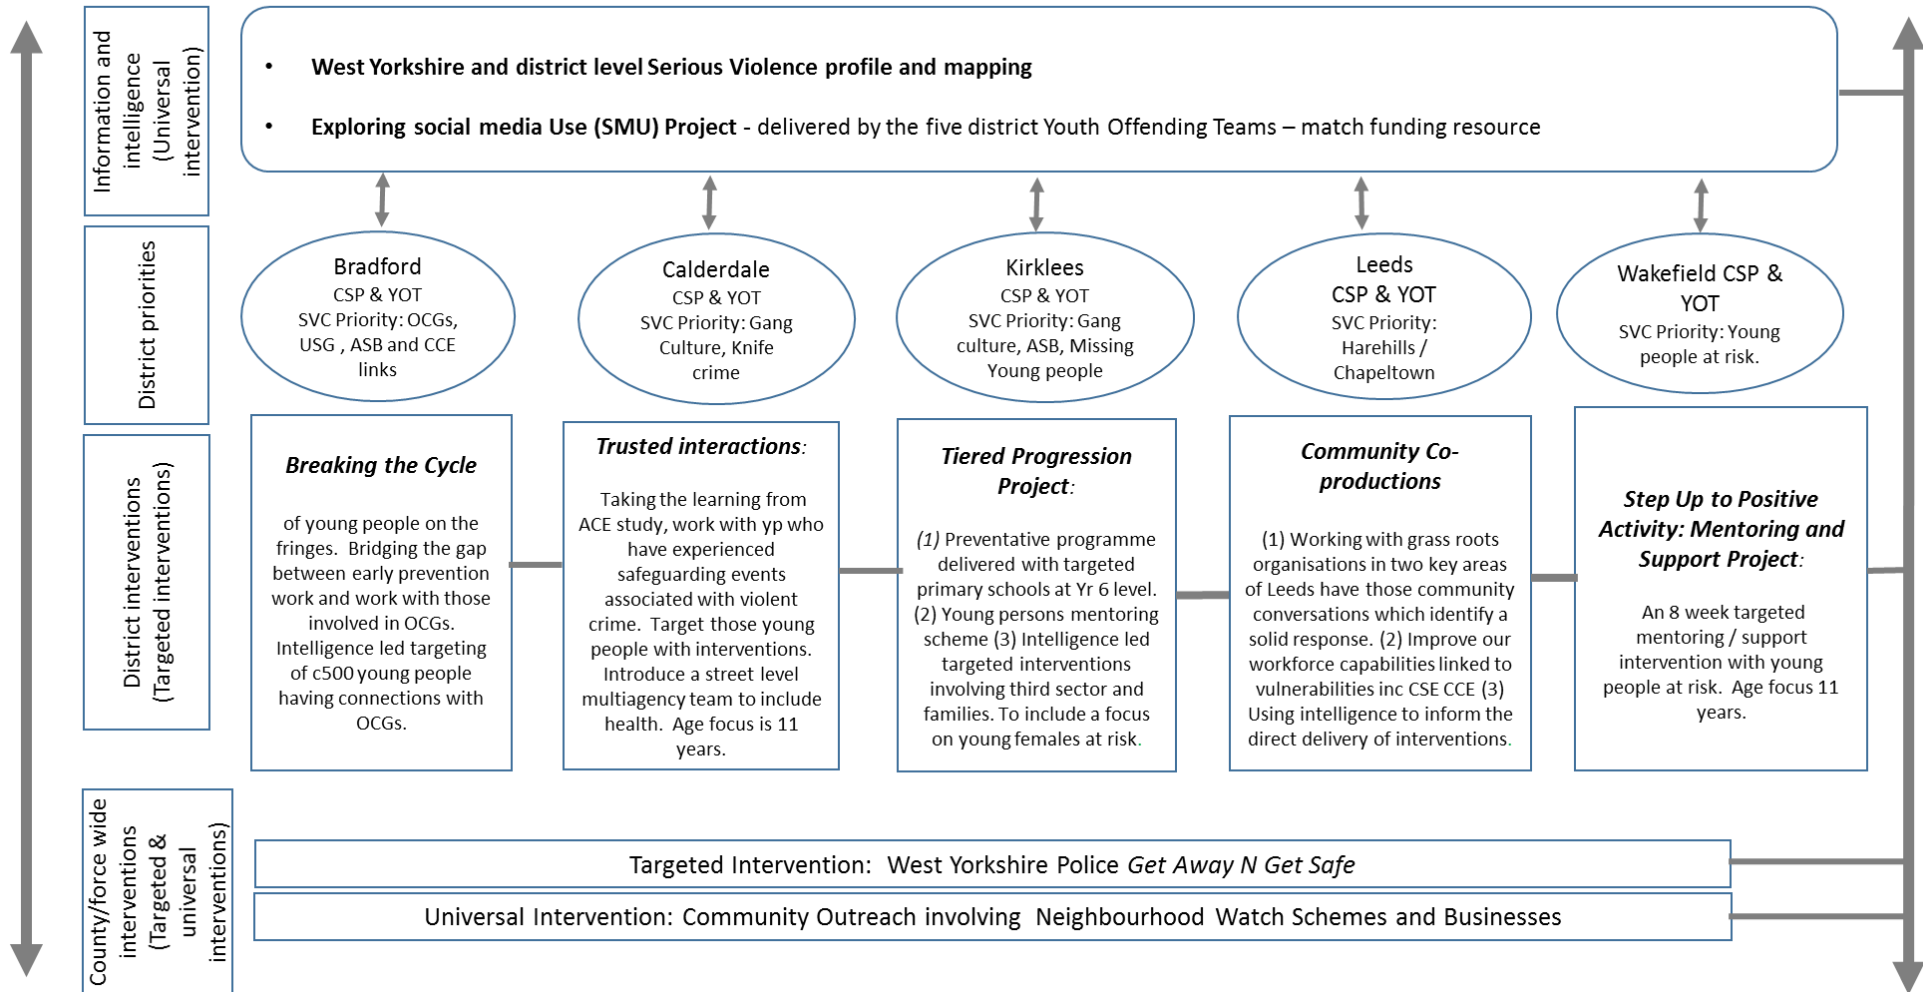 Information and
intelligence
(Universal
intervention)
• West Yorkshire and district level Serious Violence profile and mapping
• Exploring social media Use (SMU) Project - delivered by the five district Youth Offending Teams – match funding resource
District priorities
Bradford
CSP & YOT
SVC Priority: OCGs,
USG , ASB and CCE
links
Calderdale
CSP & YOT
SVC Priority: Gang
Culture, Knife
crime
Kirklees
CSP & YOT
SVC Priority: Gang
culture, ASB, Missing
Young people
Leeds
CSP & YOT
SVC Priority:
Harehills /
Chapeltown
Wakefield CSP &
YOT
SVC Priority: Young
people at risk.
District interventions
(Targeted interventions)
Breaking the Cycle
of young people on the
fringes. Bridging the gap
between early prevention
work and work with those
involved in OCGs.
Intelligence led targeting
of c500 young people
having connections with
OCGs.
Trusted interactions:
Taking the learning from
ACE study, work with yp who
have experienced
safeguarding events
associated with violent
crime. Target those young
people with interventions.
Introduce a street level
multiagency team to include
health. Age focus is 11
years.
Tiered Progression
Project:
(1) Preventative programme
delivered with targeted
primary schools at Yr 6 level.
(2) Young persons mentoring
scheme (3) Intelligence led
targeted interventions
involving third sector and
families. To include a focus
on young females at risk.
Community Co-
productions
(1) Working with grass roots
organisations in two key areas
of Leeds have those community
conversations which identify a
solid response. (2) Improve our
workforce capabilities linked to
vulnerabilities inc CSE CCE (3)
Using intelligence to inform the
direct delivery of interventions.
Step Up to Positive
Activity: Mentoring and
Support Project:
An 8 week targeted
mentoring / support
intervention with young
people at risk. Age focus 11
years.
County/force wide
interventions
(Targeted &
universal
interventions)
Targeted Intervention: West Yorkshire Police Get Away N Get Safe
Universal Intervention: Community Outreach involving Neighbourhood Watch Schemes and Businesses